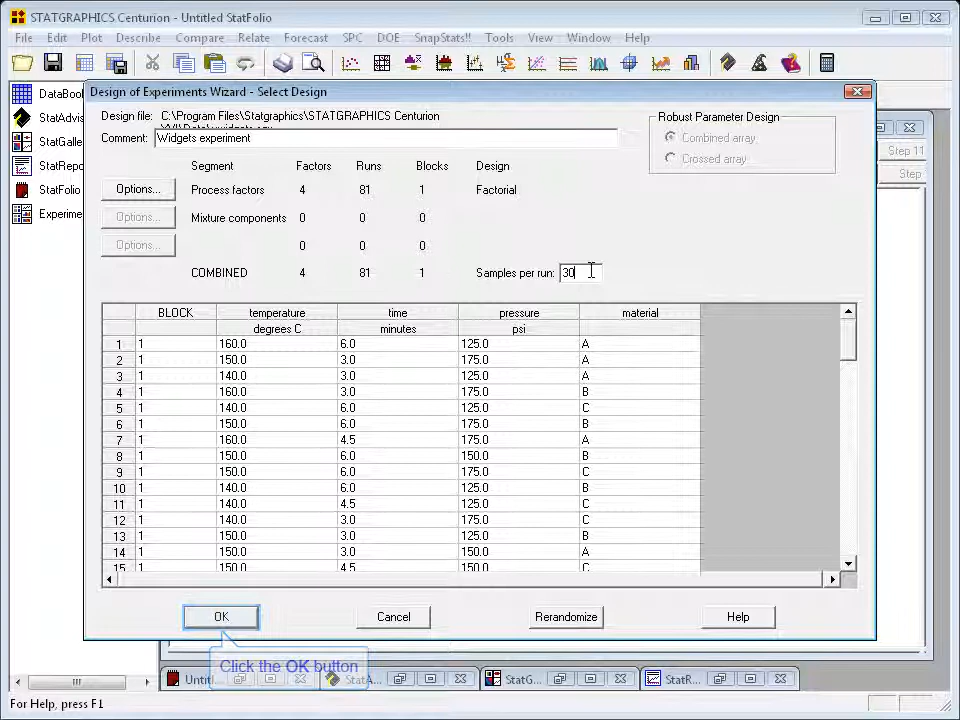 STATGRAPHICS Centurion - Untitled StatFolio
File Edit Plot Describe Compare Relate Forecast SPC DOE SnapStats!! Tools View Window Help
Design of Experiments Wizard - Select Design
DataBoo
StatAdvis
StatGalle
StatRepo
StatFolio
Experime
Step 11
Step
Design file: C:\Program Files\Statgraphics\STATGRAPHICS Centurion
Comment: Widgets experiment
Robust Parameter Design
Combined array
Crossed array
Segment Factors Runs Blocks Design
Options... Process factors 4 81 1 Factorial
Options... Mixture components 0 0 0
Options... 0 0 0
COMBINED 4 81 1 Samples per run: 30
BLOCK temperature time pressure material
degrees C minutes psi
1 1 160.0 6.0 125.0 A
2 1 150.0 3.0 175.0 A
3 1 140.0 3.0 125.0 A
4 1 160.0 3.0 175.0 B
5 1 140.0 6.0 125.0 C
6 1 150.0 6.0 175.0 B
7 1 160.0 4.5 175.0 A
8 1 150.0 6.0 150.0 B
9 1 150.0 6.0 175.0 C
10 1 140.0 6.0 125.0 B
11 1 140.0 4.5 125.0 C
12 1 140.0 3.0 175.0 C
13 1 150.0 3.0 125.0 B
14 1 150.0 3.0 150.0 A
15 1 150.0 4.5 175.0 C
OK Cancel Rerandomize Help
Click the OK button
Untitl StatA... StatG... StatR...
For Help, press F1